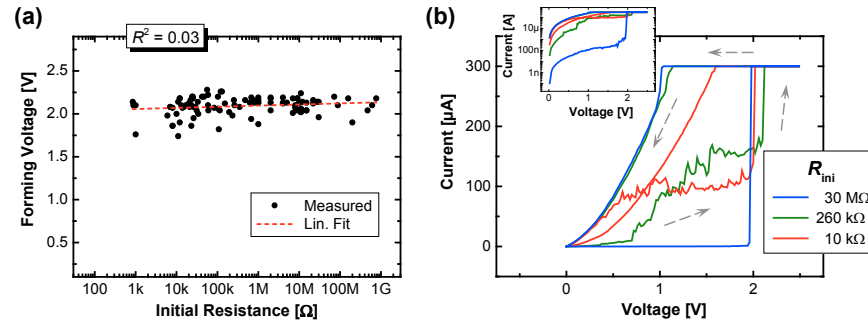 (a)
R² = 0.03
Forming Voltage [V]
2.5
2.0
1.5
1.0
0.5
Measured
Lin. Fit
100 1k 10k 100k 1M 10M 100M 1G
Initial Resistance [Ω]
(b)
Current [A]
10µ
100n
1n
0 1 2
Voltage [V]
Current [µA]
300
200
100
0
R_ini
30 MΩ
260 kΩ
10 kΩ
0 1 2
Voltage [V]